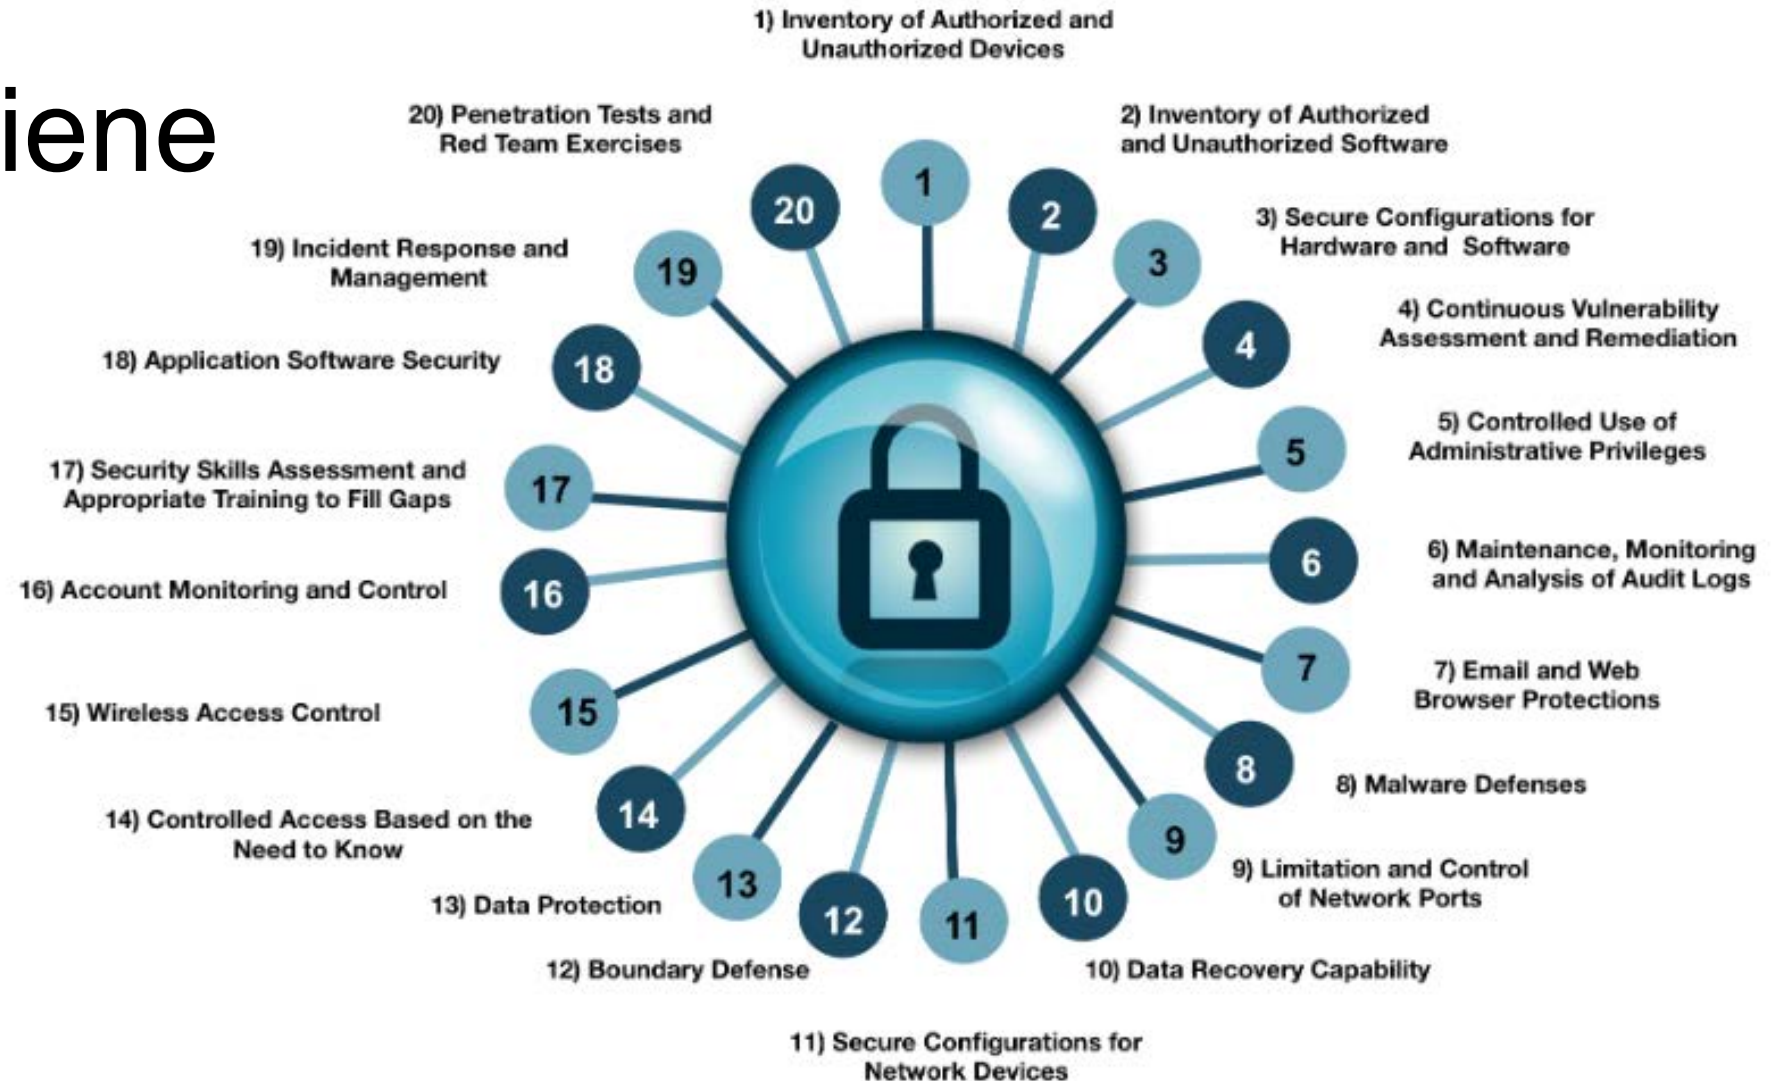 iene
1) Inventory of Authorized and
Unauthorized Devices
2) Inventory of Authorized
and Unauthorized Software
3) Secure Configurations for
Hardware and Software
4) Continuous Vulnerability
Assessment and Remediation
5) Controlled Use of
Administrative Privileges
6) Maintenance, Monitoring
and Analysis of Audit Logs
7) Email and Web
Browser Protections
8) Malware Defenses
9) Limitation and Control
of Network Ports
10) Data Recovery Capability
11) Secure Configurations for
Network Devices
12) Boundary Defense
13) Data Protection
14) Controlled Access Based on the
Need to Know
15) Wireless Access Control
16) Account Monitoring and Control
17) Security Skills Assessment and
Appropriate Training to Fill Gaps
18) Application Software Security
19) Incident Response and
Management
20) Penetration Tests and
Red Team Exercises
1
2
3
4
5
6
7
8
9
10
11
12
13
14
15
16
17
18
19
20